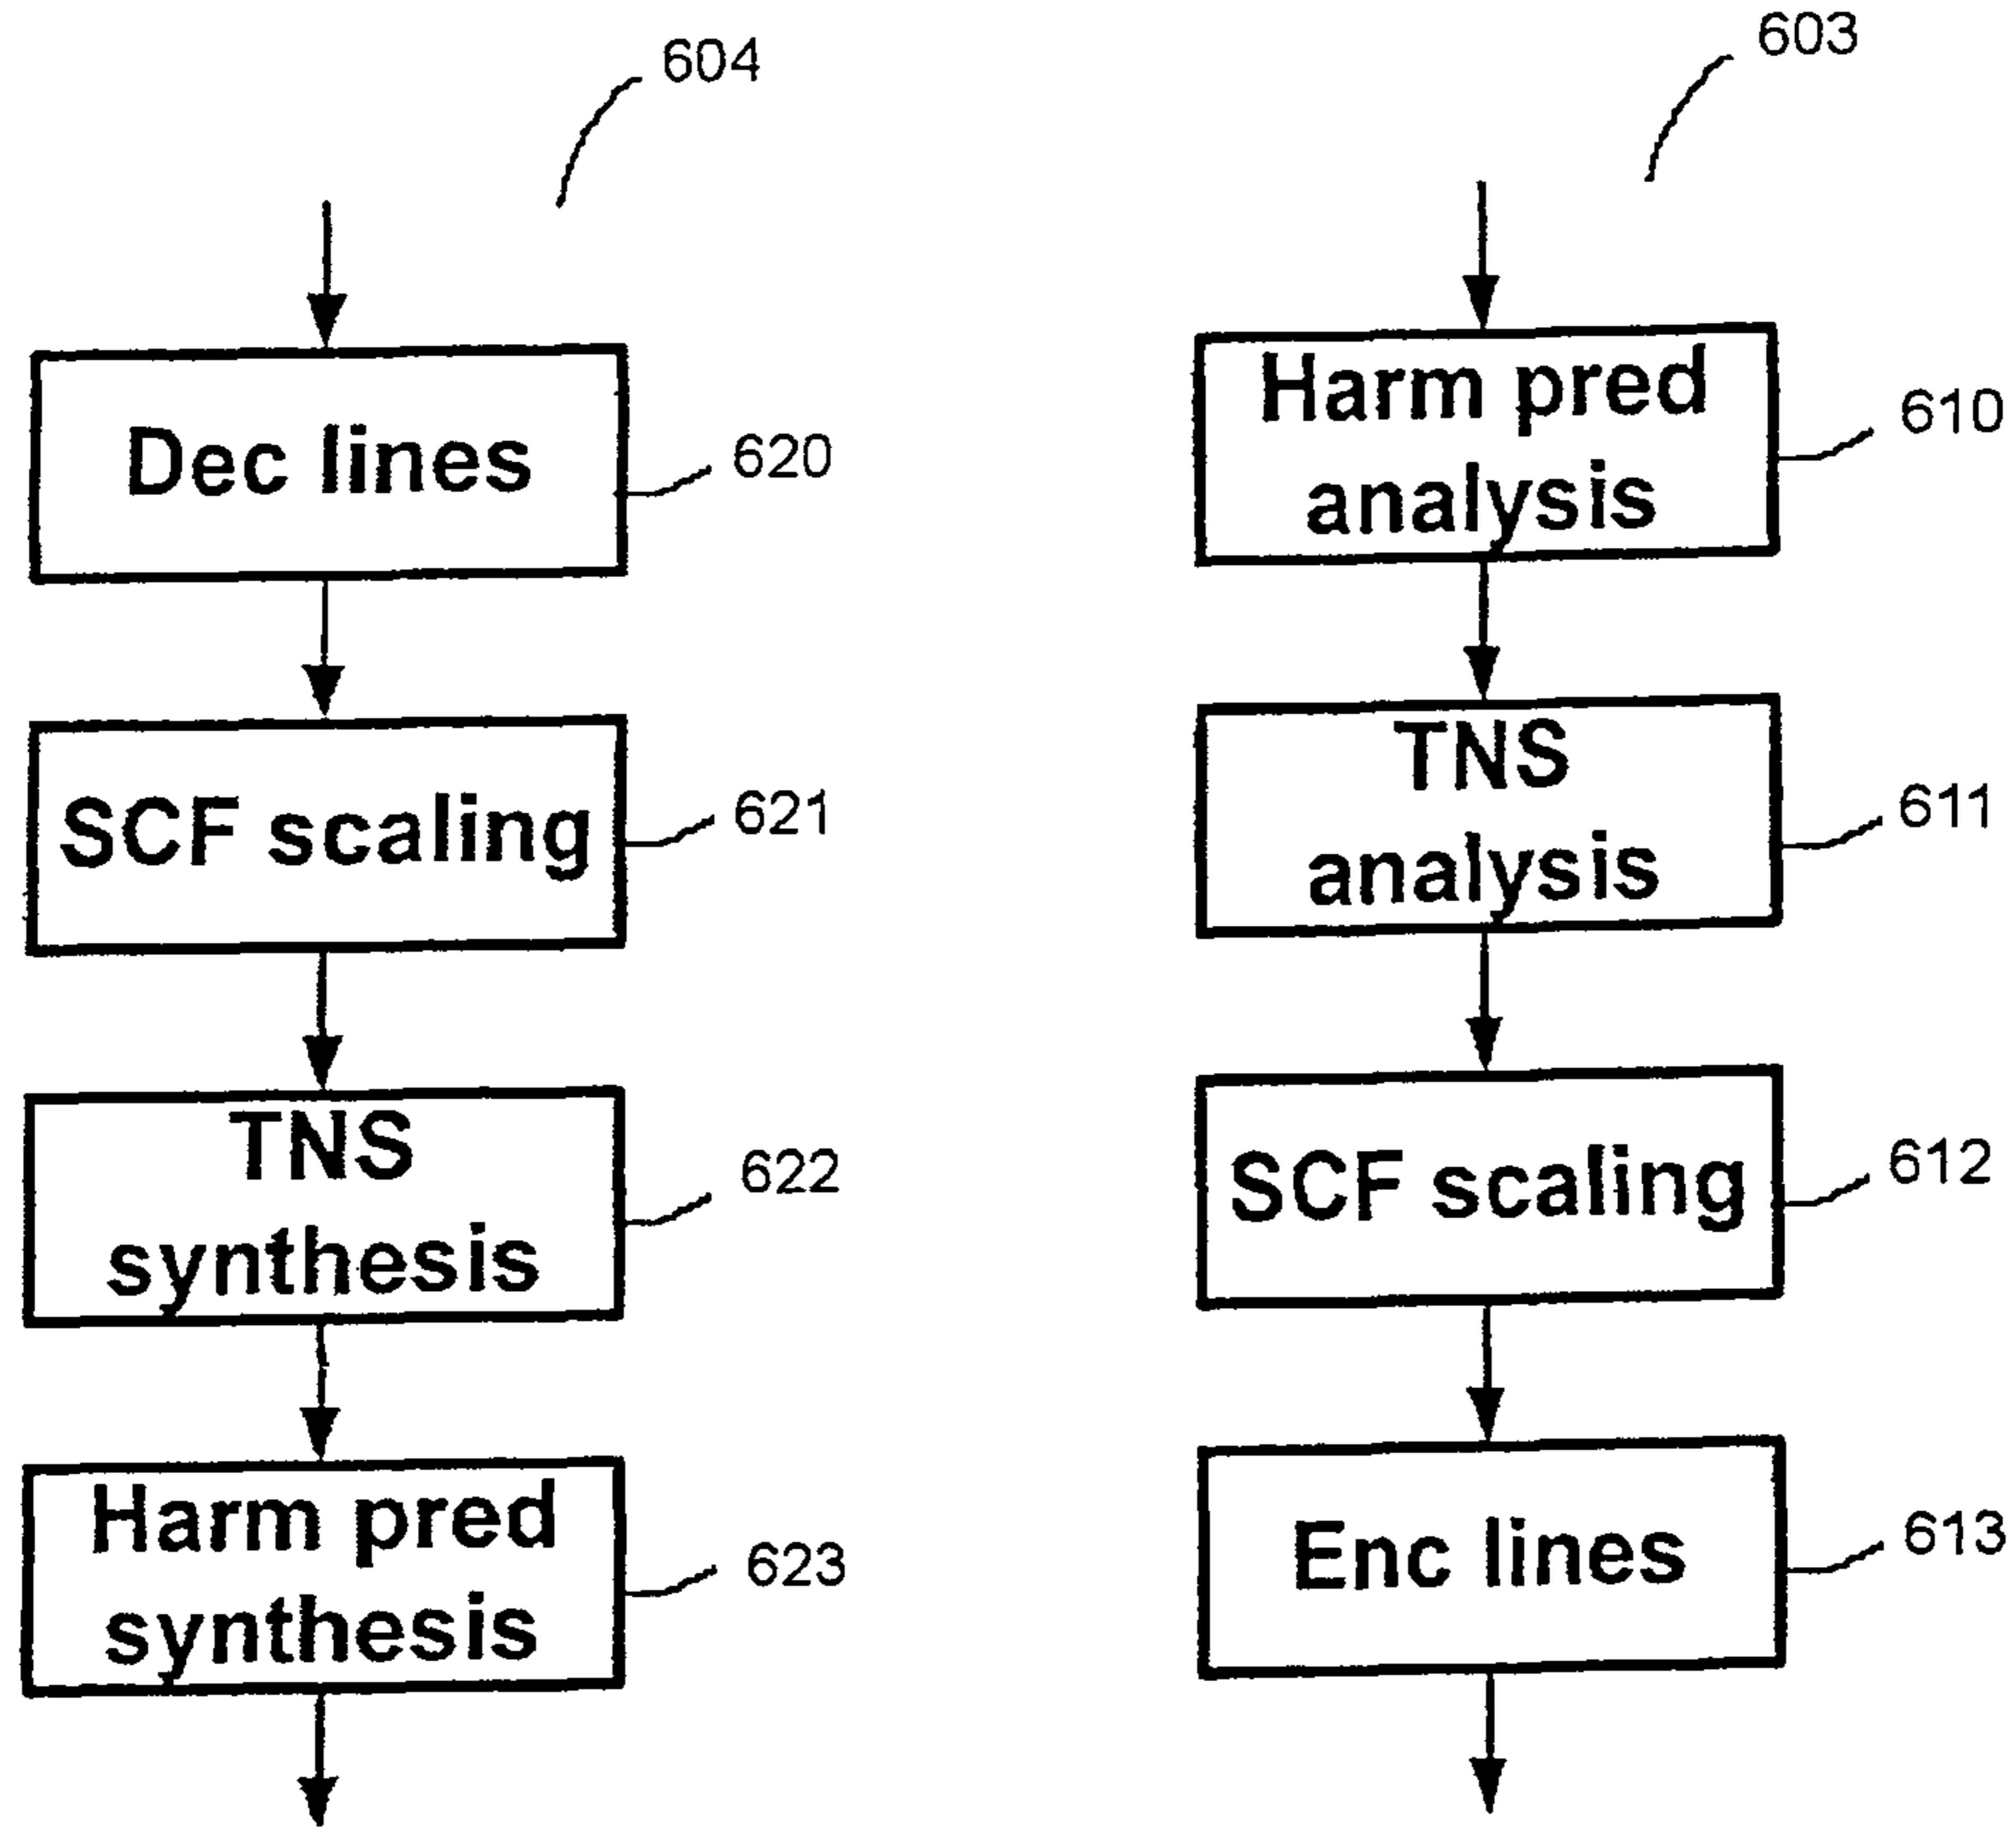 604
Dec lines
620
SCF scaling
621
TNS
synthesis
622
Harm pred
synthesis
623
603
Harm pred
analysis
610
TNS
analysis
611
SCF scaling
612
Enc lines
613